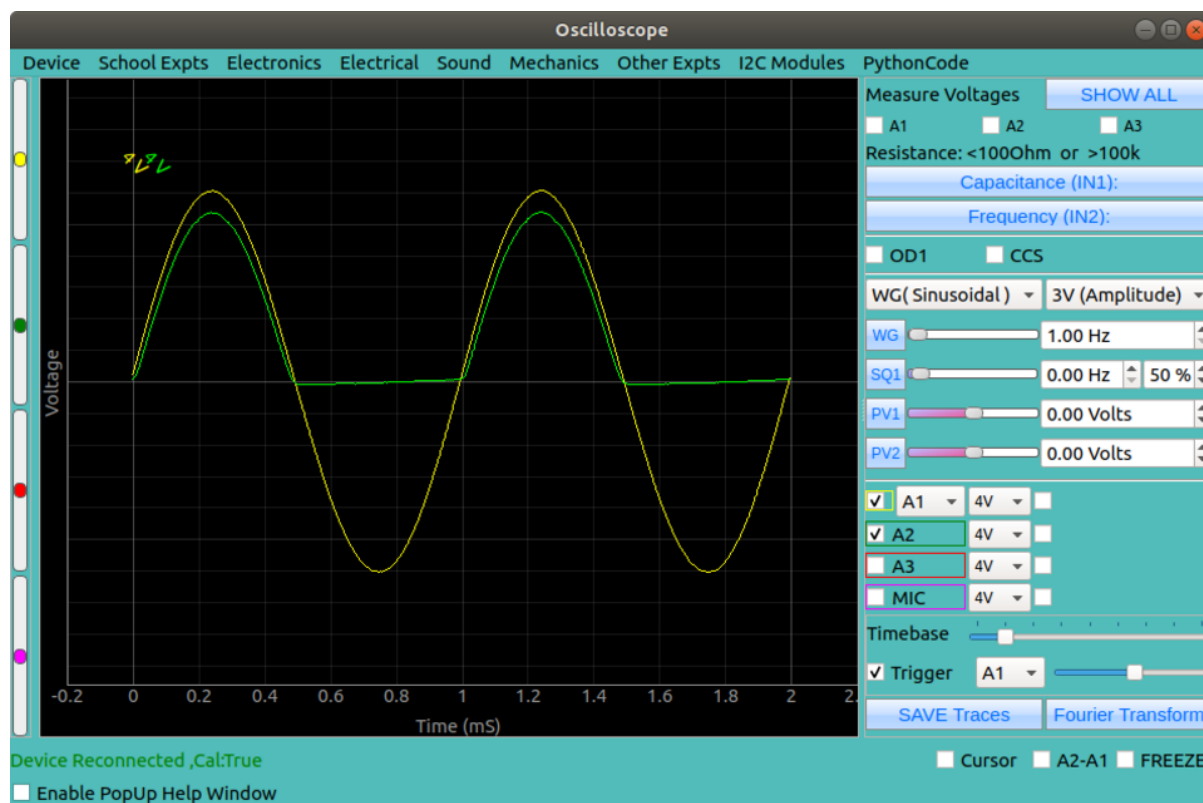 Oscilloscope
Device School Expts Electronics Electrical Sound Mechanics Other Expts I2C Modules PythonCode
Measure Voltages SHOW ALL
A1 A2 A3
Resistance: <100Ohm or >100k
Capacitance (IN1):
Frequency (IN2):
OD1 CCS
WG( Sinusoidal ) 3V (Amplitude)
WG 1.00 Hz
SQ1 0.00 Hz 50 %
PV1 0.00 Volts
PV2 0.00 Volts
A1 4V
A2 4V
A3 4V
MIC 4V
Timebase
Trigger A1
SAVE Traces Fourier Transform
4V 4V
Voltage
-0.2 0 0.2 0.4 0.6 0.8 1 1.2 1.4 1.6 1.8 2 2.
Time (mS)
Device Reconnected ,Cal:True
Cursor A2-A1 FREEZE
Enable PopUp Help Window